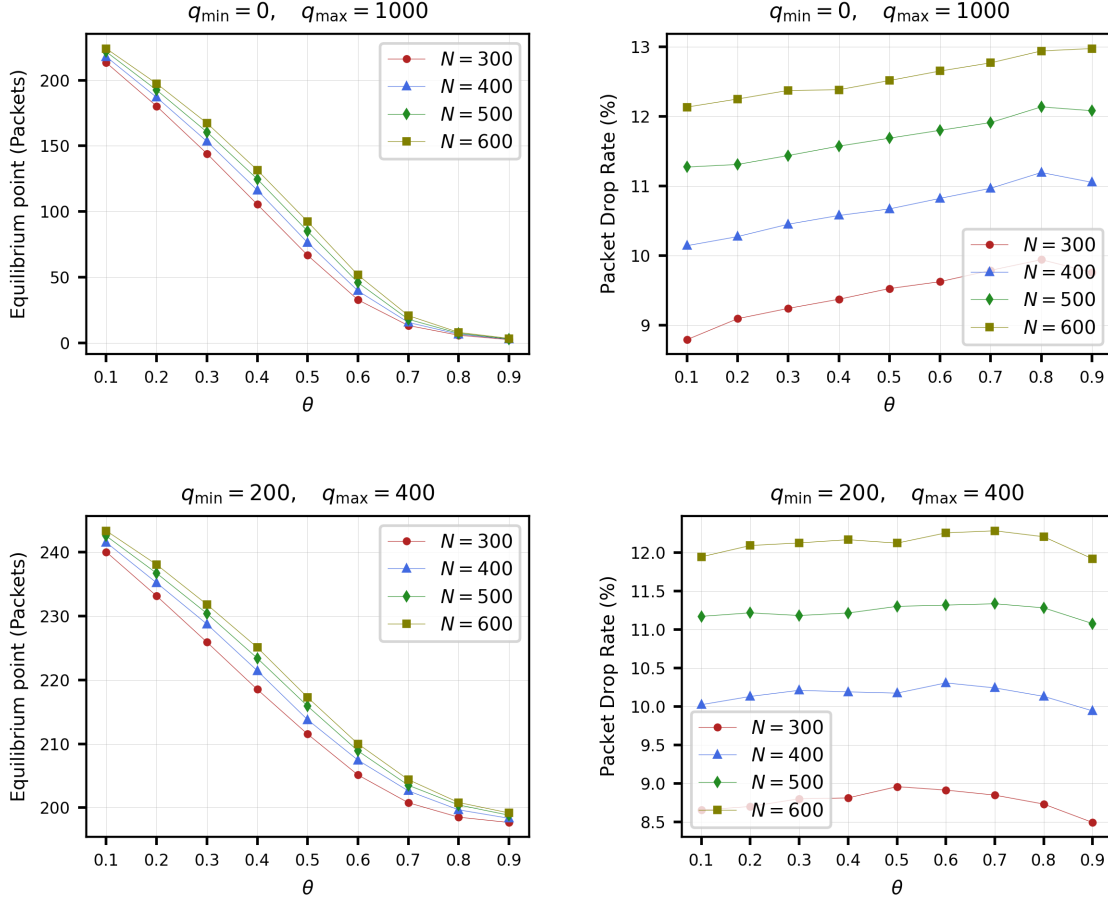 q_min = 0,   q_max = 1000
Equilibrium point (Packets)
200
150
100
50
0
N = 300
N = 400
N = 500
N = 600
0.1 0.2 0.3 0.4 0.5 0.6 0.7 0.8 0.9
θ
q_min = 0,   q_max = 1000
Packet Drop Rate (%)
13
12
11
10
9
N = 300
N = 400
N = 500
N = 600
0.1 0.2 0.3 0.4 0.5 0.6 0.7 0.8 0.9
θ
q_min = 200,   q_max = 400
Equilibrium point (Packets)
240
230
220
210
200
N = 300
N = 400
N = 500
N = 600
0.1 0.2 0.3 0.4 0.5 0.6 0.7 0.8 0.9
θ
q_min = 200,   q_max = 400
Packet Drop Rate (%)
12.0
11.5
11.0
10.5
10.0
9.5
9.0
8.5
N = 300
N = 400
N = 500
N = 600
0.1 0.2 0.3 0.4 0.5 0.6 0.7 0.8 0.9
θ